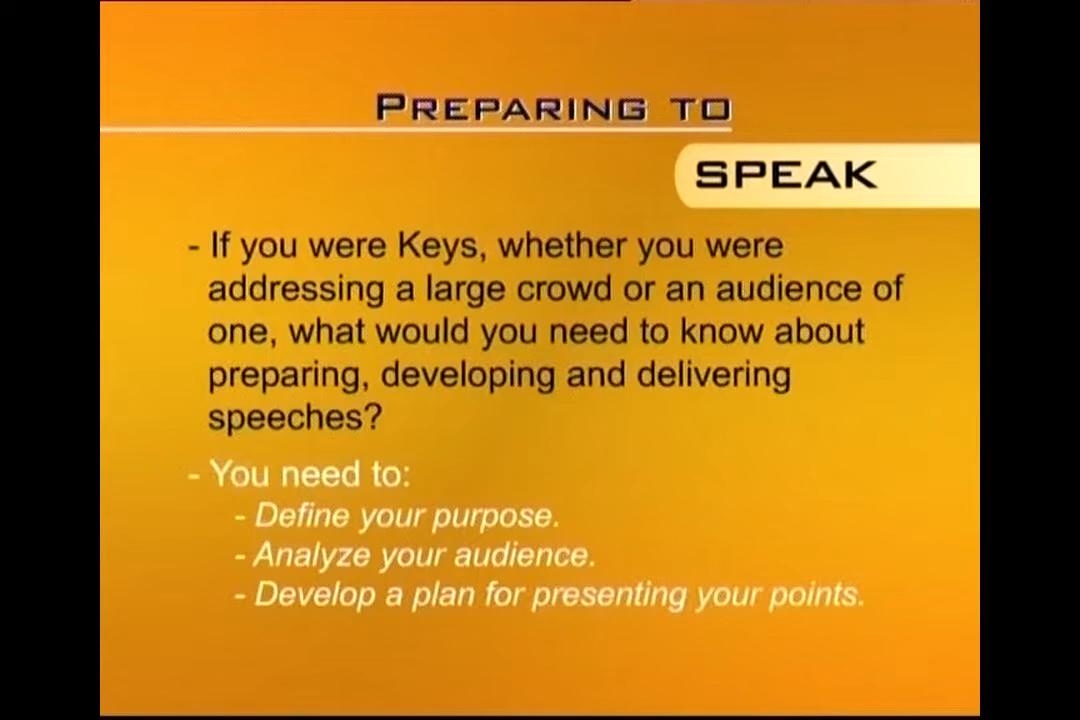 PREPARING TO
SPEAK
- If you were Keys, whether you were
addressing a large crowd or an audience of
one, what would you need to know about
preparing, developing and delivering
speeches?
- You need to:
- Define your purpose.
- Analyze your audience.
- Develop a plan for presenting your points.